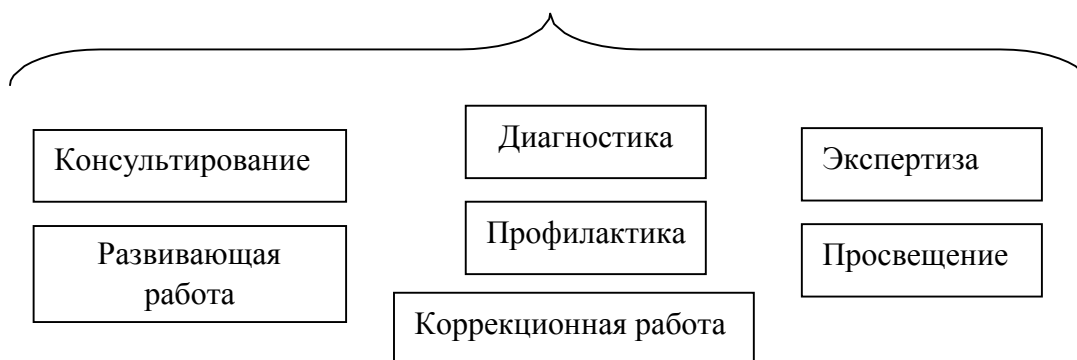 Консультирование
Диагностика
Экспертиза
Развивающая
работа
Профилактика
Просвещение
Коррекционная работа